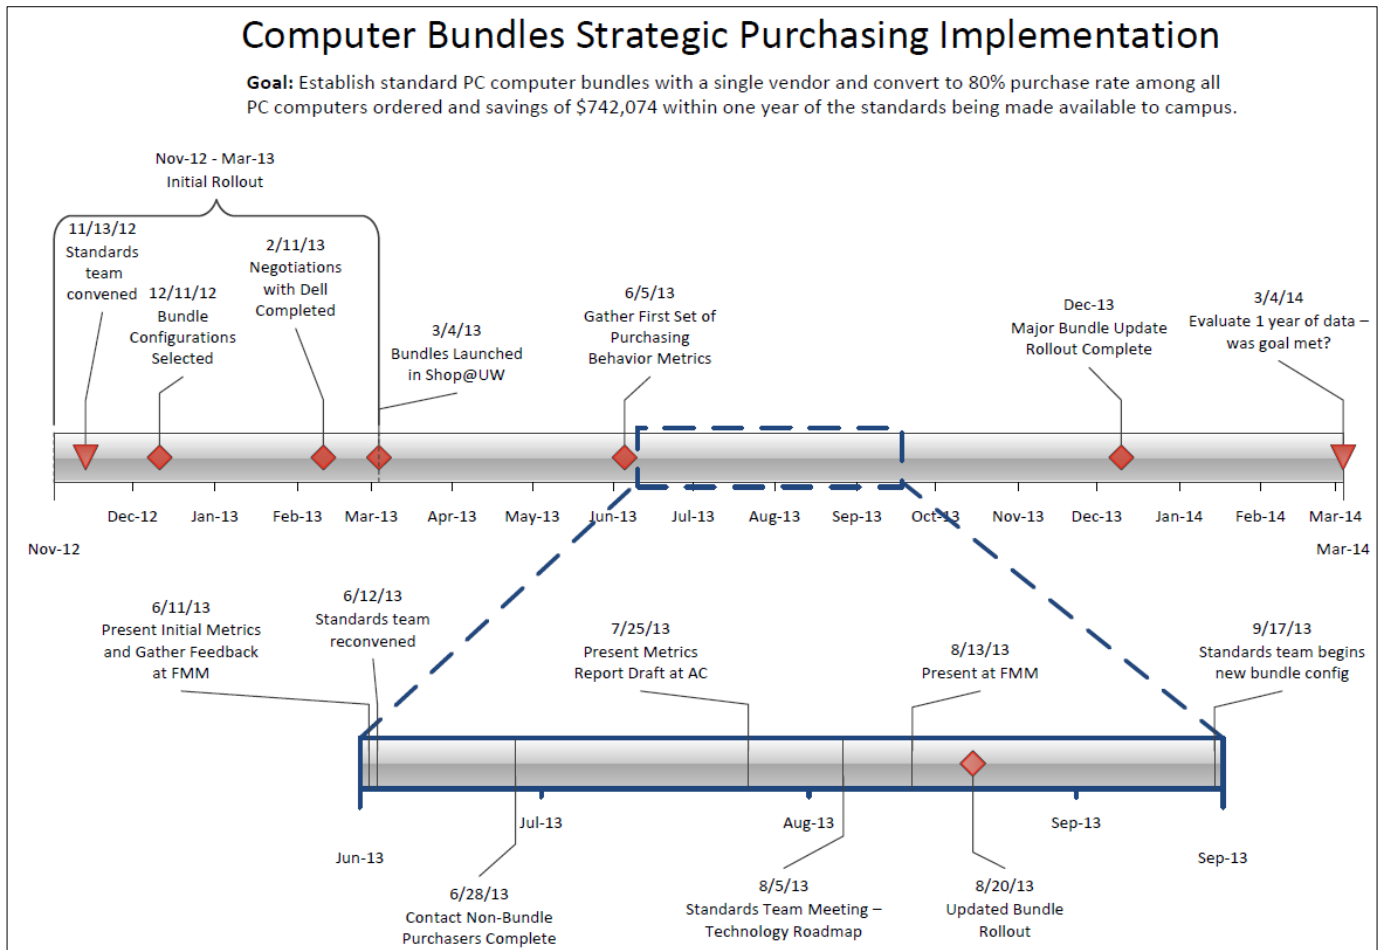 Computer Bundles Strategic Purchasing Implementation
Goal: Establish standard PC computer bundles with a single vendor and convert to 80% purchase rate among all
PC computers ordered and savings of $742,074 within one year of the standards being made available to campus.
Nov-12 - Mar-13
Initial Rollout
11/13/12
Standards
team
convened
12/11/12
Bundle
Configurations
Selected
2/11/13
Negotiations
with Dell
Completed
3/4/13
Bundles Launched
in Shop@UW
6/5/13
Gather First Set of
Purchasing
Behavior Metrics
Dec-13
Major Bundle Update
Rollout Complete
3/4/14
Evaluate 1 year of data –
was goal met?
Dec-12
Jan-13
Feb-13
Mar-13
Apr-13
May-13
Jun-13
Jul-13
Aug-13
Sep-13
Oct-13
Nov-13
Dec-13
Jan-14
Feb-14
Mar-14
Nov-12
Mar-14
6/11/13
Present Initial Metrics
and Gather Feedback
at FMM
6/12/13
Standards team
reconvened
7/25/13
Present Metrics
Report Draft at AC
8/13/13
Present at FMM
9/17/13
Standards team begins
new bundle config
Jul-13
Aug-13
Sep-13
Jun-13
Sep-13
6/28/13
Contact Non-Bundle
Purchasers Complete
8/5/13
Standards Team Meeting –
Technology Roadmap
8/20/13
Updated Bundle
Rollout